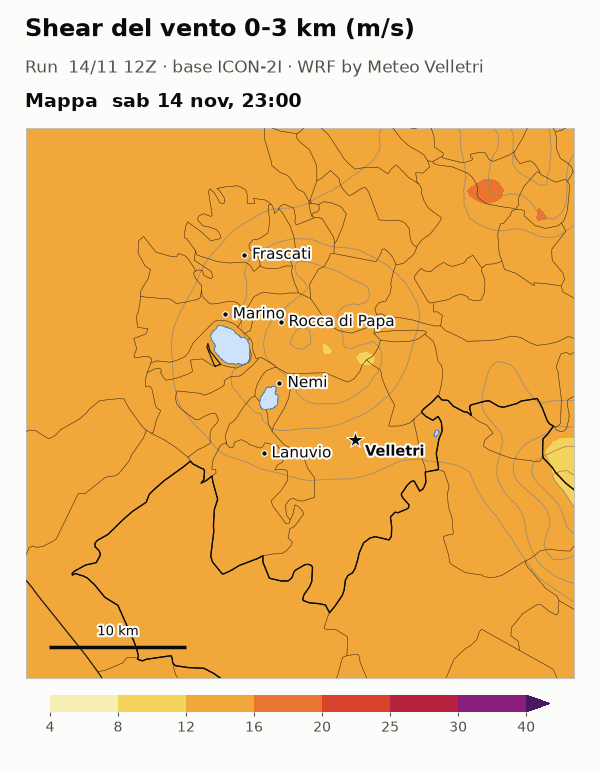 Shear del vento 0-3 km (m/s)
Run  14/11 12Z · base ICON-2I · WRF by Meteo Velletri
Mappa  sab 14 nov, 23:00
Frascati
Marino
Rocca di Papa
Nemi
Velletri
Lanuvio
10 km
4 8 12 16 20 25 30 40